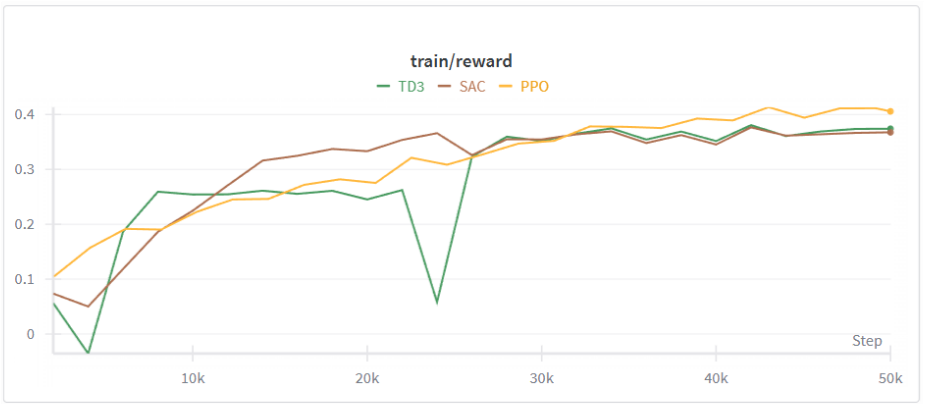 train/reward
TD3 SAC PPO
0.4
0.3
0.2
0.1
0
Step
10k 20k 30k 40k 50k